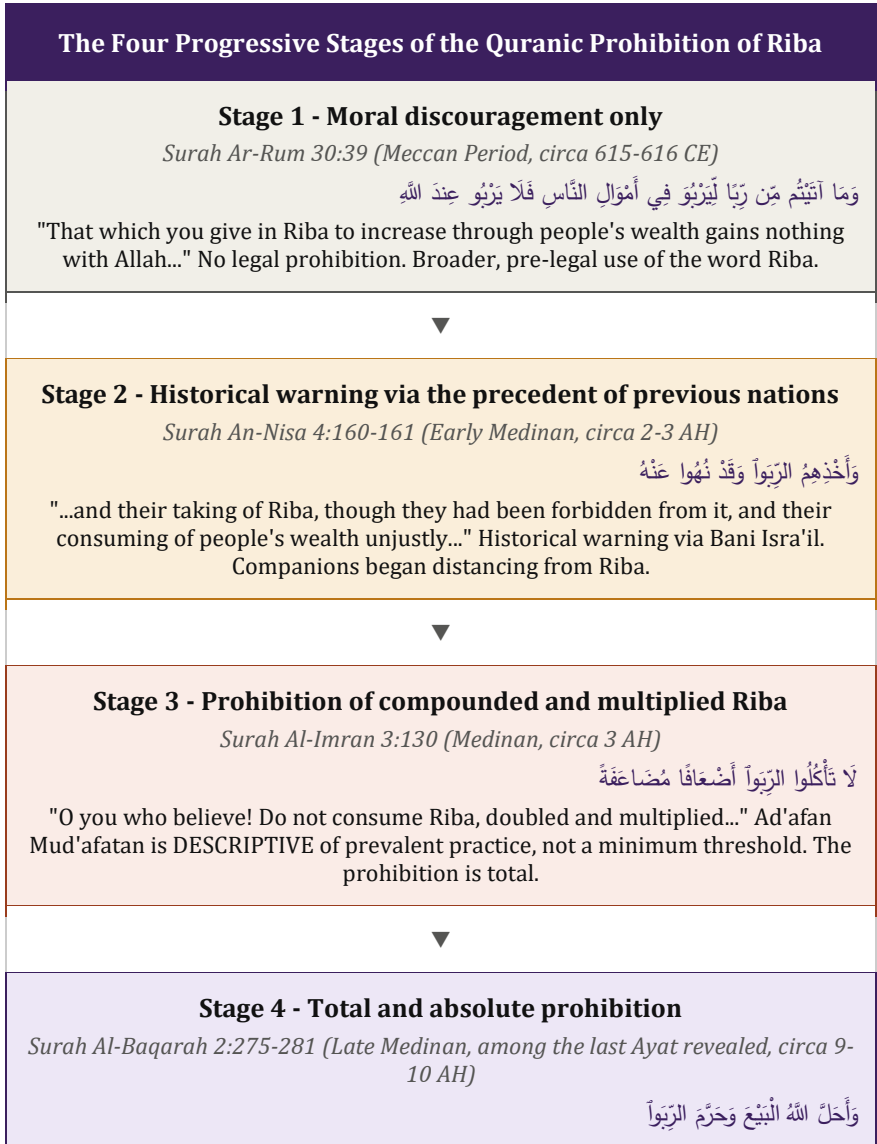 The Four Progressive Stages of the Quranic Prohibition of Riba
Stage 1 - Moral discouragement only
Surah Ar-Rum 30:39 (Meccan Period, circa 615-616 CE)
وَمَا آتَيْتُم مِّن رِّبًا لِّيَرْبُوَ فِي أَمْوَالِ النَّاسِ فَلَا يَرْبُو عِندَ اللَّهِ
"That which you give in Riba to increase through people's wealth gains nothing
with Allah..." No legal prohibition. Broader, pre-legal use of the word Riba.
▼
Stage 2 - Historical warning via the precedent of previous nations
Surah An-Nisa 4:160-161 (Early Medinan, circa 2-3 AH)
وَأَخْذِهِمُ الرِّبَوٱ وَقَدْ نُهُوا عَنْهُ
"...and their taking of Riba, though they had been forbidden from it, and their
consuming of people's wealth unjustly..." Historical warning via Bani Isra'il.
Companions began distancing from Riba.
▼
Stage 3 - Prohibition of compounded and multiplied Riba
Surah Al-Imran 3:130 (Medinan, circa 3 AH)
لَا تَأْكُلُوا الرِّبَوٱ أَضْعَافًا مُضَاعَفَةً
"O you who believe! Do not consume Riba, doubled and multiplied..." Ad'afan
Mud'afatan is DESCRIPTIVE of prevalent practice, not a minimum threshold. The
prohibition is total.
▼
Stage 4 - Total and absolute prohibition
Surah Al-Baqarah 2:275-281 (Late Medinan, among the last Ayat revealed, circa 9-
10 AH)
وَأَحَلَّ اللَّهُ الْبَيْعَ وَحَرَّمَ الرِّبَوٱ